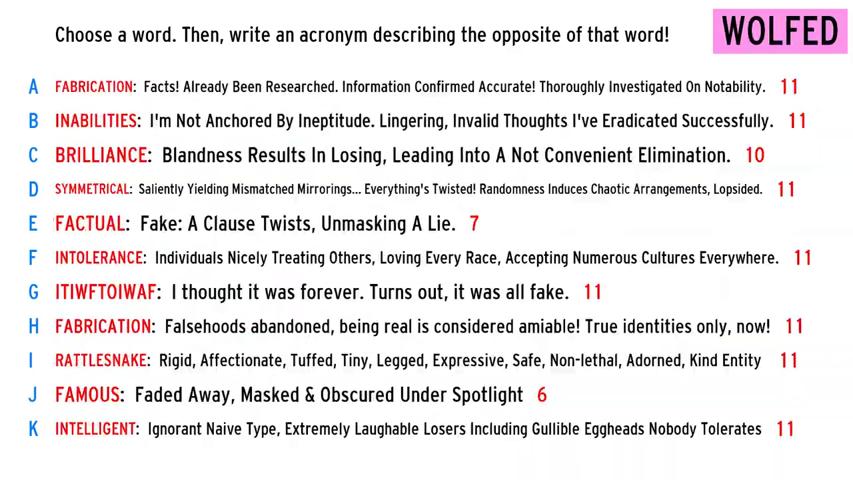 Choose a word. Then, write an acronym describing the opposite of that word!
WOLFED
A FABRICATION: Facts! Already Been Researched. Information Confirmed Accurate! Thoroughly Investigated On Notability. 11
B INABILITIES: I'm Not Anchored By Ineptitude. Lingering, Invalid Thoughts I've Eradicated Successfully. 11
C BRILLIANCE: Blandness Results In Losing, Leading Into A Not Convenient Elimination. 10
D SYMMETRICAL: Saliently Yielding Mismatched Mirrorings... Everything's Twisted! Randomness Induces Chaotic Arrangements, Lopsided. 11
E FACTUAL: Fake: A Clause Twists, Unmasking A Lie. 7
F INTOLERANCE: Individuals Nicely Treating Others, Loving Every Race, Accepting Numerous Cultures Everywhere. 11
G ITIWFTOIWAF: I thought it was forever. Turns out, it was all fake. 11
H FABRICATION: Falsehoods abandoned, being real is considered amiable! True identities only, now! 11
I RATTLESNAKE: Rigid, Affectionate, Tuffed, Tiny, Legged, Expressive, Safe, Non-lethal, Adorned, Kind Entity 11
J FAMOUS: Faded Away, Masked & Obscured Under Spotlight 6
K INTELLIGENT: Ignorant Naive Type, Extremely Laughable Losers Including Gullible Eggheads Nobody Tolerates 11